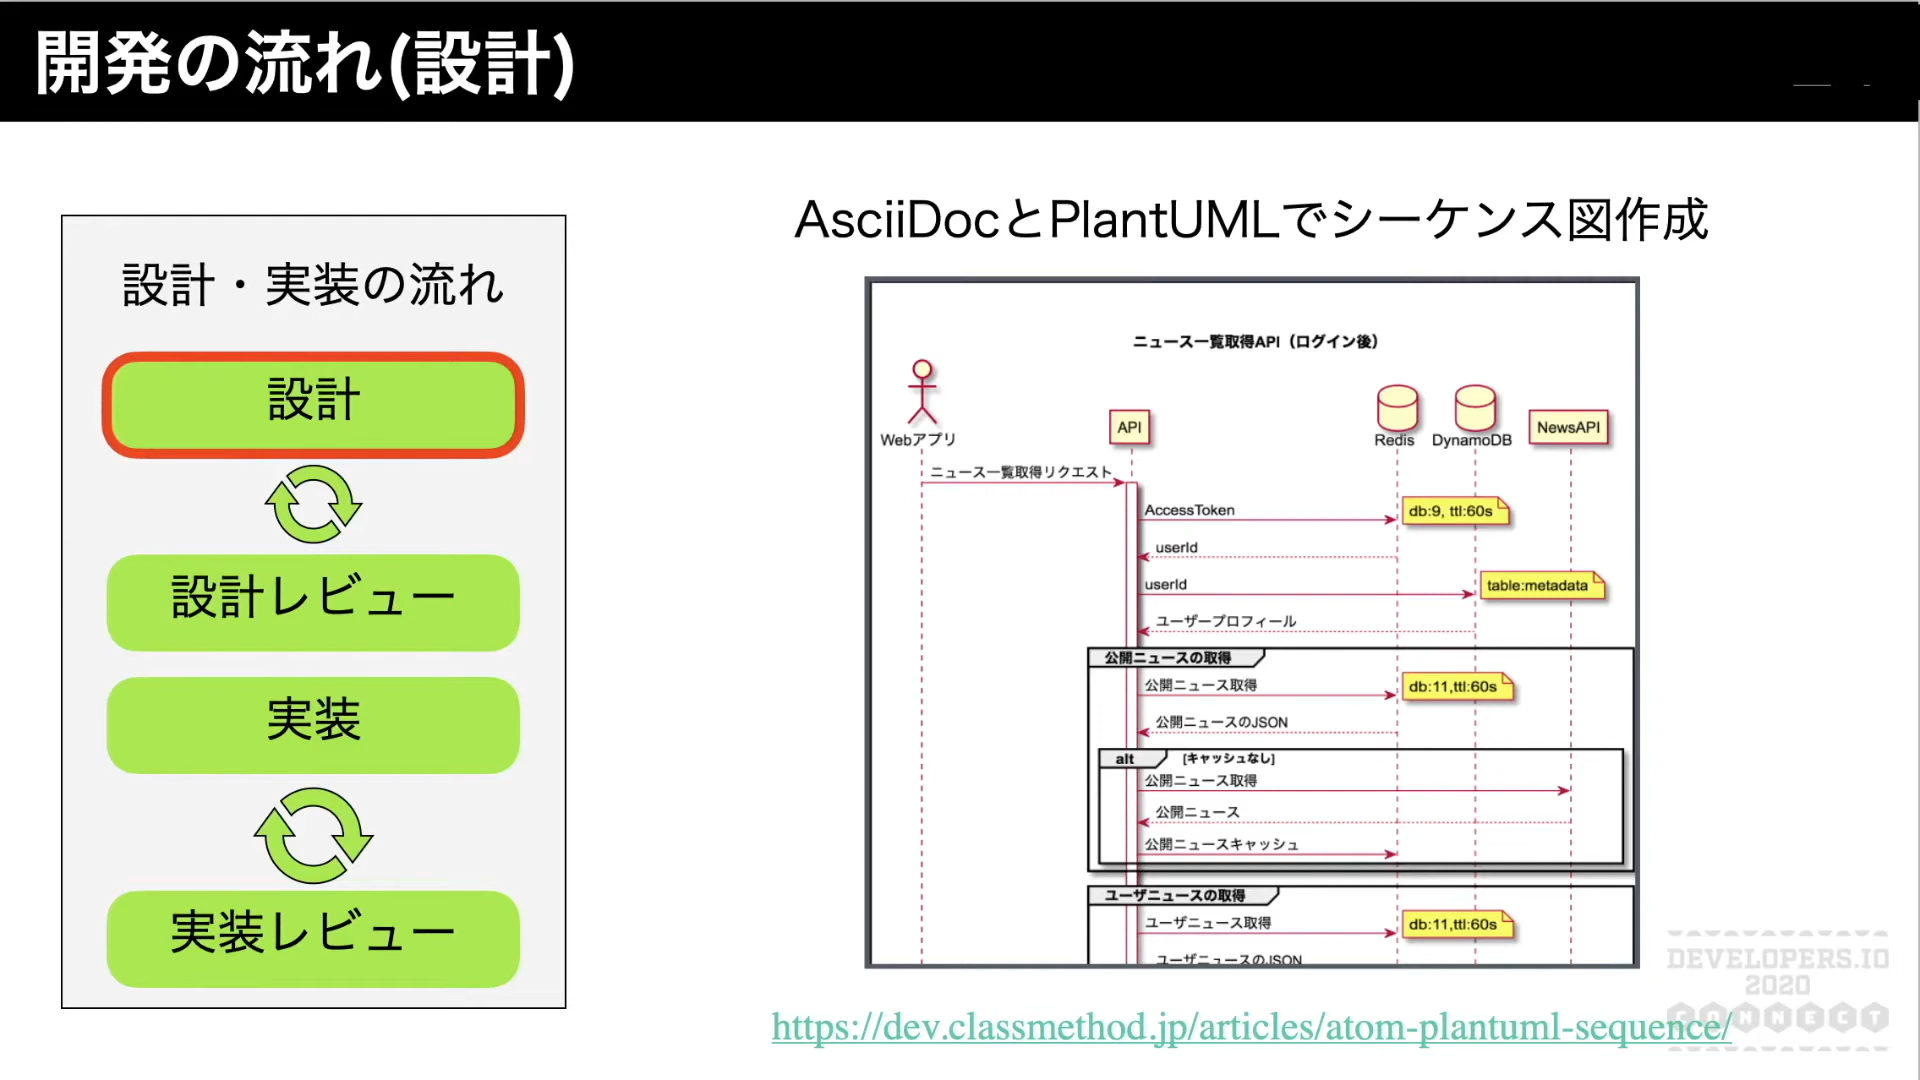 開発の流れ(設計)
設計・実装の流れ
設計
設計レビュー
実装
実装レビュー
AsciiDocとPlantUMLでシーケンス図作成
ニュース一覧取得API（ログイン後）
Webアプリ
API
Redis
DynamoDB
NewsAPI
ニュース一覧取得リクエスト
AccessToken
db:9, ttl:60s
userId
userId
table:metadata
ユーザープロフィール
公開ニュースの取得
公開ニュース取得
db:11,ttl:60s
公開ニュースのJSON
alt
[キャッシュなし]
公開ニュース取得
公開ニュース
公開ニュースキャッシュ
ユーザニュースの取得
ユーザニュース取得
db:11,ttl:60s
ユーザニュースのJSON
https://dev.classmethod.jp/articles/atom-plantuml-sequence/
DEVELOPERS.IO
2020
CONNECT